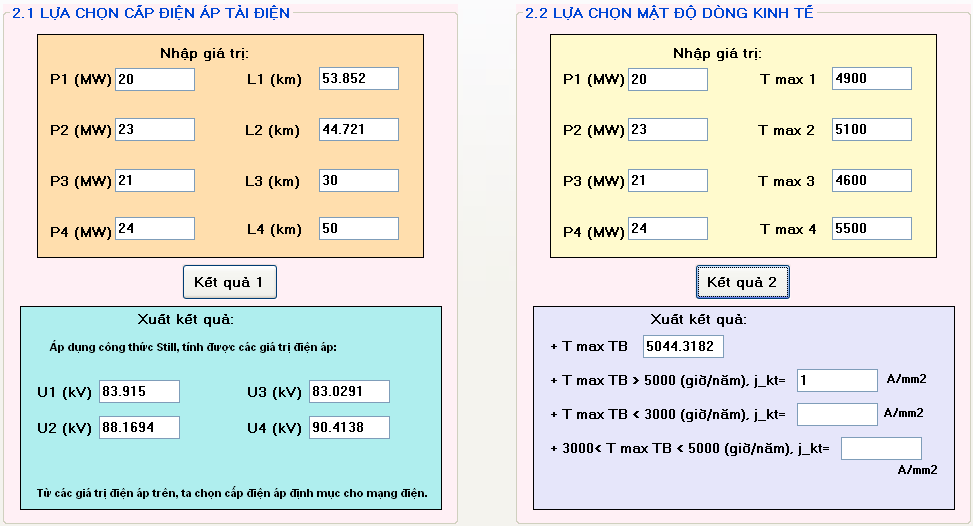 2.1 LỰA CHỌN CẤP ĐIỆN ÁP TẢI ĐIỆN
Nhập giá trị:
P1 (MW) 20 L1 (km) 53.852
P2 (MW) 23 L2 (km) 44.721
P3 (MW) 21 L3 (km) 30
P4 (MW) 24 L4 (km) 50
Kết quả 1
Xuất kết quả:
Áp dụng công thức Still, tính được các giá trị điện áp:
U1 (kV) 83.915 U3 (kV) 83.0291
U2 (kV) 88.1694 U4 (kV) 90.4138
Từ các giá trị điện áp trên, ta chọn cấp điện áp định mục cho mạng điện.
2.2 LỰA CHỌN MẬT ĐỘ DÒNG KINH TẾ
Nhập giá trị:
P1 (MW) 20 T max 1 4900
P2 (MW) 23 T max 2 5100
P3 (MW) 21 T max 3 4600
P4 (MW) 24 T max 4 5500
Kết quả 2
Xuất kết quả:
+ T max TB 5044.3182
+ T max TB > 5000 (giờ/năm), j_kt= 1 A/mm2
+ T max TB < 3000 (giờ/năm), j_kt= A/mm2
+ 3000< T max TB < 5000 (giờ/năm), j_kt=
A/mm2